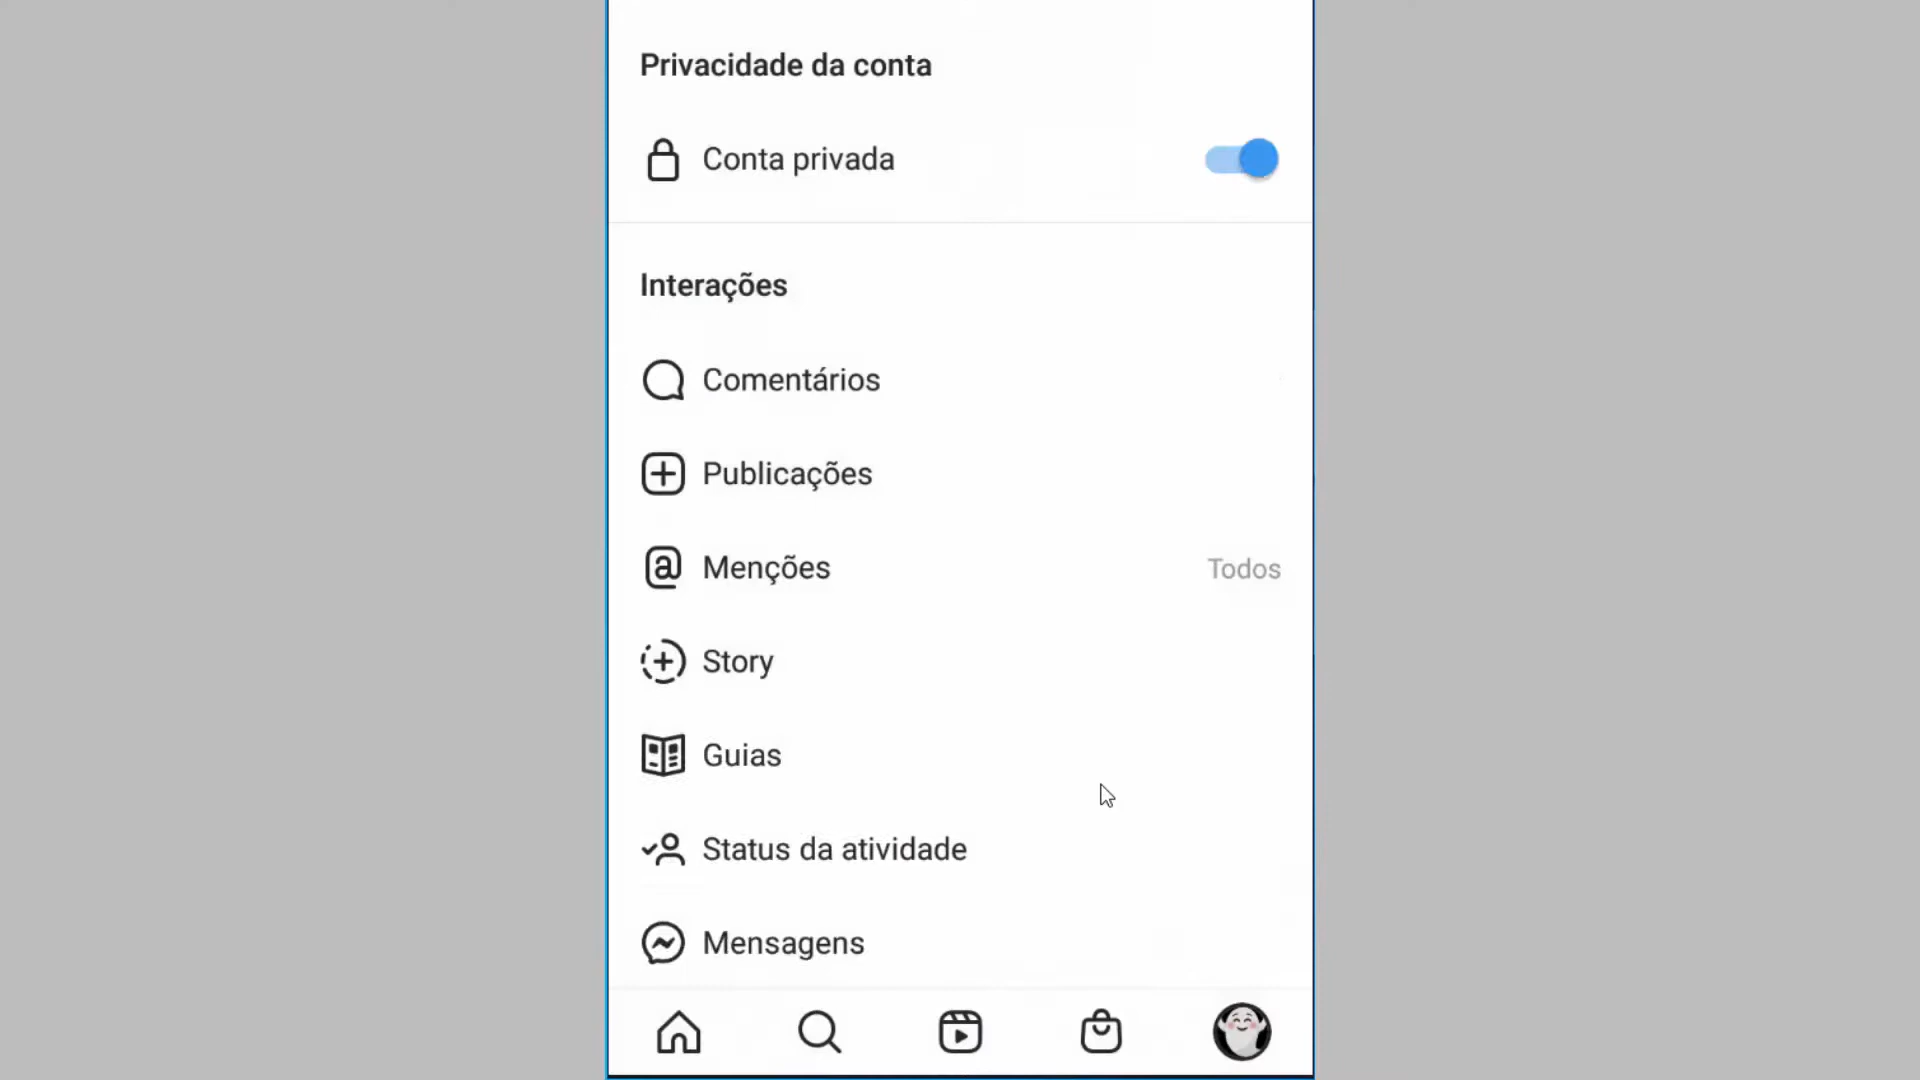 Privacidade da conta
Conta privada
Interações
Comentários
Publicações
Menções
Todos
Story
Guias
Status da atividade
Mensagens